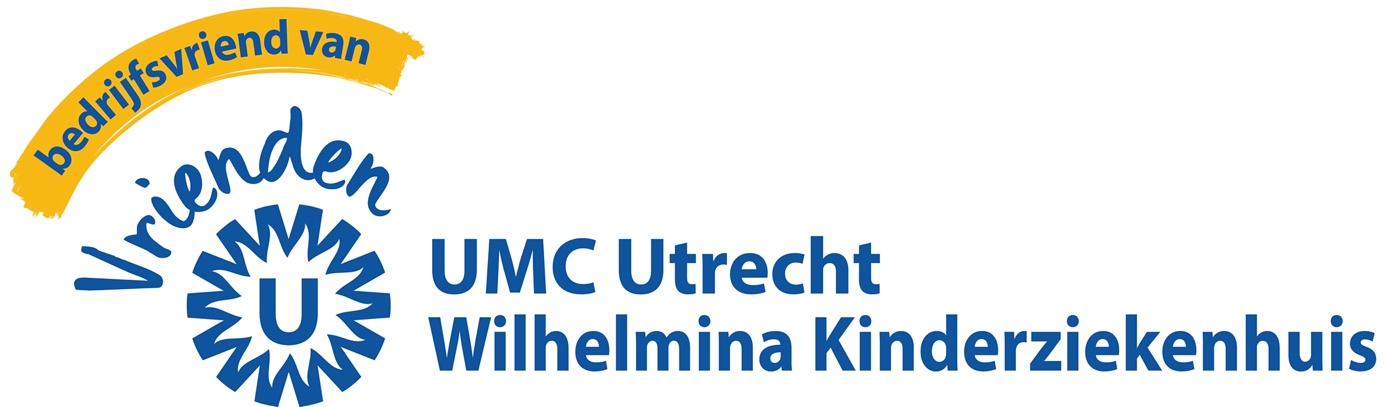 bedrijfsvriend van
Vrienden
U
UMC Utrecht
Wilhelmina Kinderziekenhuis